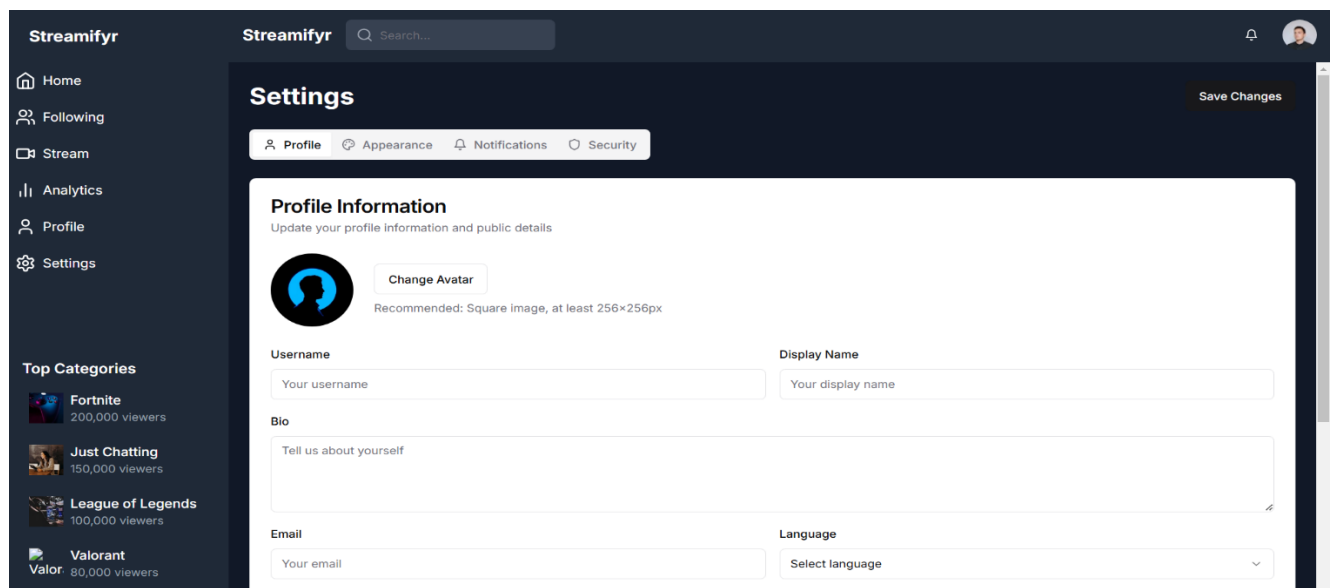 Streamifyr
Home
Following
Stream
Analytics
Profile
Settings
Top Categories
Fortnite
200,000 viewers
Just Chatting
150,000 viewers
League of Legends
100,000 viewers
Valor
Valorant
80,000 viewers
Streamifyr
Search...
Settings
Save Changes
Profile
Appearance
Notifications
Security
Profile Information
Update your profile information and public details
Change Avatar
Recommended: Square image, at least 256×256px
Username
Display Name
Your username
Your display name
Bio
Tell us about yourself
Email
Language
Your email
Select language